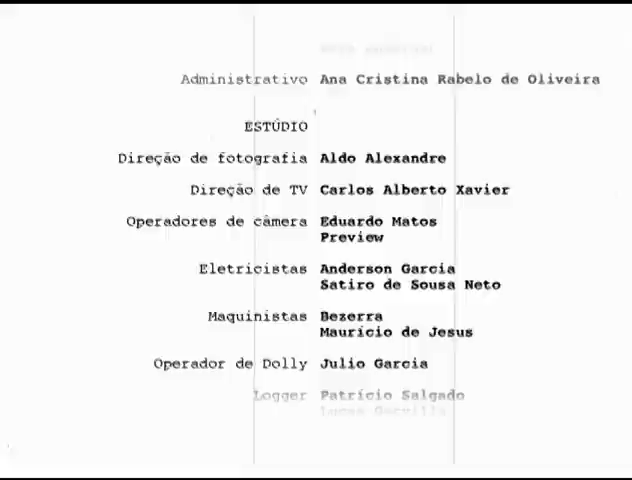 Administrativo Ana Cristina Rabelo de Oliveira
ESTÚDIO
Direção de fotografia Aldo Alexandre
Direção de TV Carlos Alberto Xavier
Operadores de câmera Eduardo Matos
Preview
Eletricistas Anderson Garcia
Satiro de Sousa Neto
Maquinistas Bezerra
Mauricio de Jesus
Operador de Dolly Julio Garcia
Logger Patrício Salgado